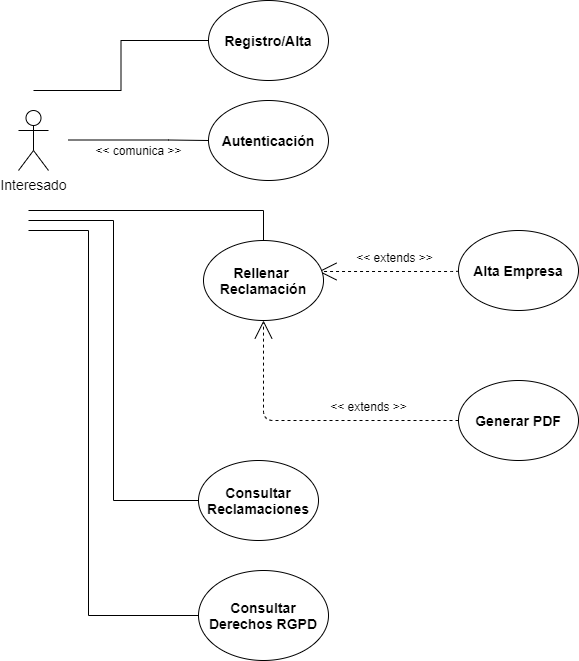 Registro/Alta
Autenticación
<< comunica >>
Interesado
Rellenar
Reclamación
<< extends >>
Alta Empresa
<< extends >>
Generar PDF
Consultar
Reclamaciones
Consultar
Derechos RGPD